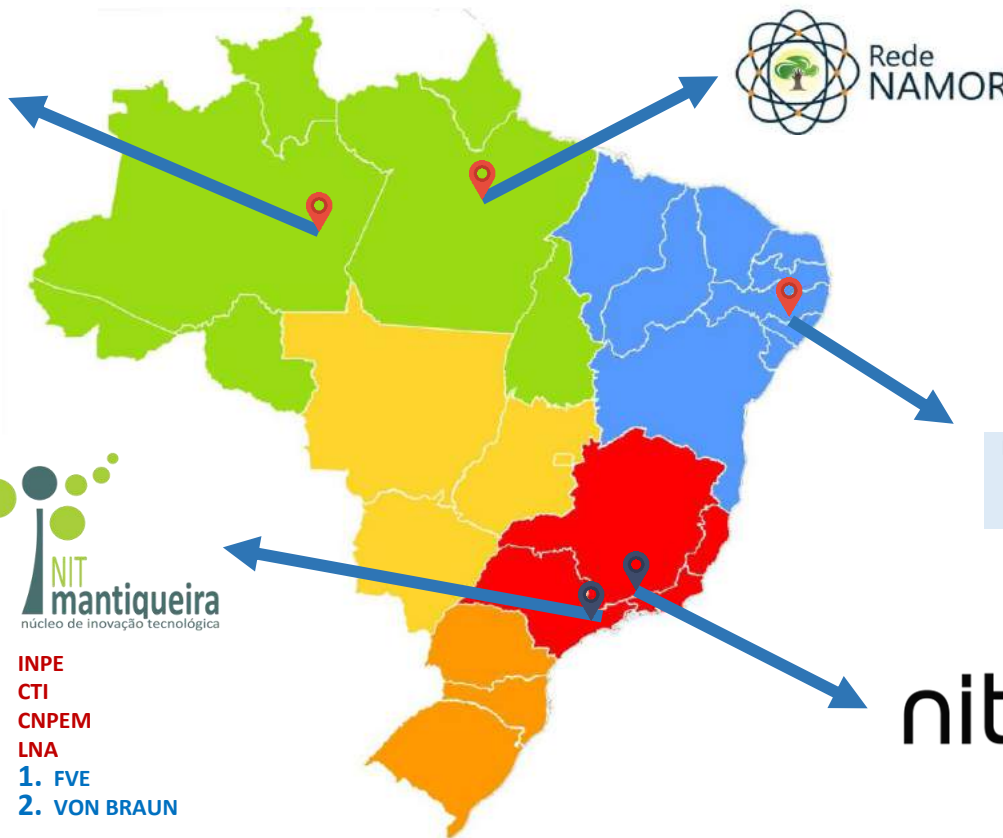 Rede
NAMOR
NIT
mantiqueira
núcleo de inovação tecnológica
INPE
CTI
CNPEM
LNA
1. FVE
2. VON BRAUN
nit